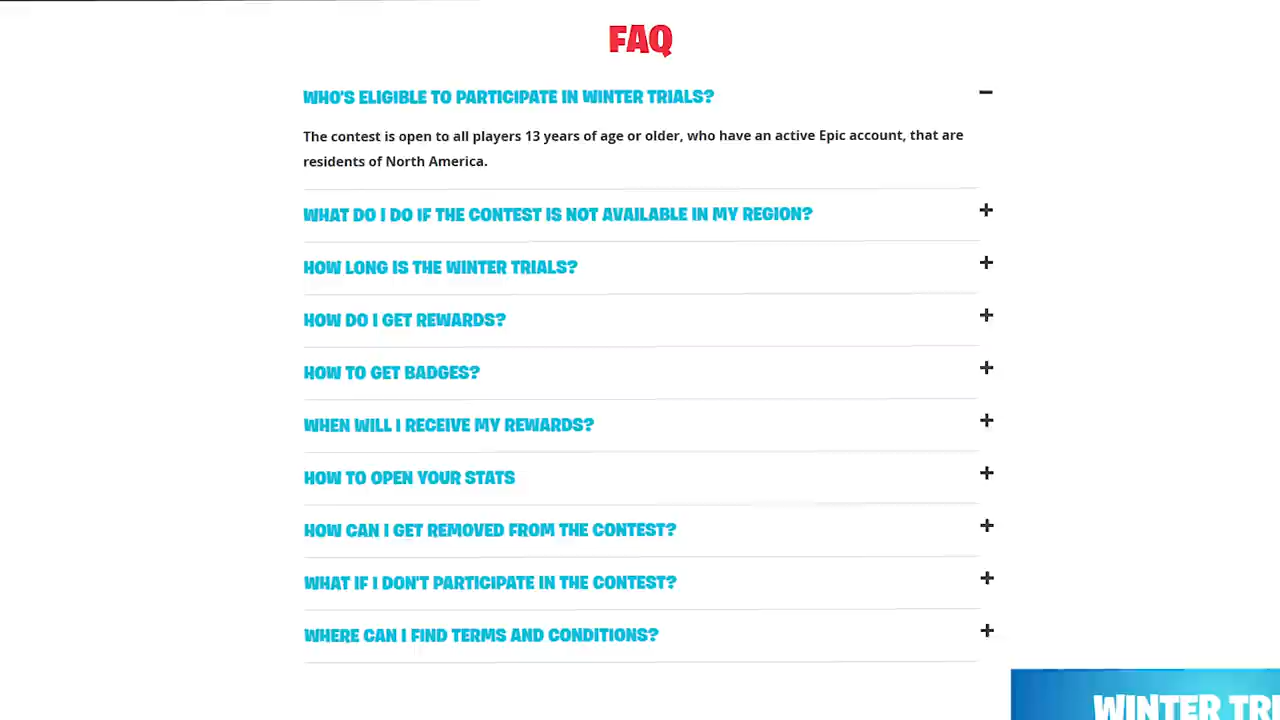 FAQ
WHO'S ELIGIBLE TO PARTICIPATE IN WINTER TRIALS?
The contest is open to all players 13 years of age or older, who have an active Epic account, that are
residents of North America.
WHAT DO I DO IF THE CONTEST IS NOT AVAILABLE IN MY REGION?
HOW LONG IS THE WINTER TRIALS?
HOW DO I GET REWARDS?
HOW TO GET BADGES?
WHEN WILL I RECEIVE MY REWARDS?
HOW TO OPEN YOUR STATS
HOW CAN I GET REMOVED FROM THE CONTEST?
WHAT IF I DON'T PARTICIPATE IN THE CONTEST?
WHERE CAN I FIND TERMS AND CONDITIONS?
WINTER